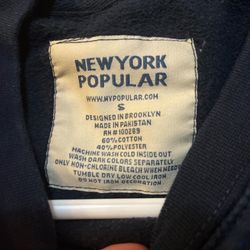 NEWYORK
POPULAR
WWW.MYPOPULAR.COM
S
DESIGNED IN BROOKLYN
MADE IN PAKISTAN
RN #100289
60% COTTON
40% POLYESTER
MACHINE WASH COLD INSIDE OUT
WASH DARK COLORS SEPARATELY
ONLY NON-CHLORINE BLEACH WHEN NEEDED
TUMBLE DRY LOW COOL IRON
DO NOT IRON DECORATION